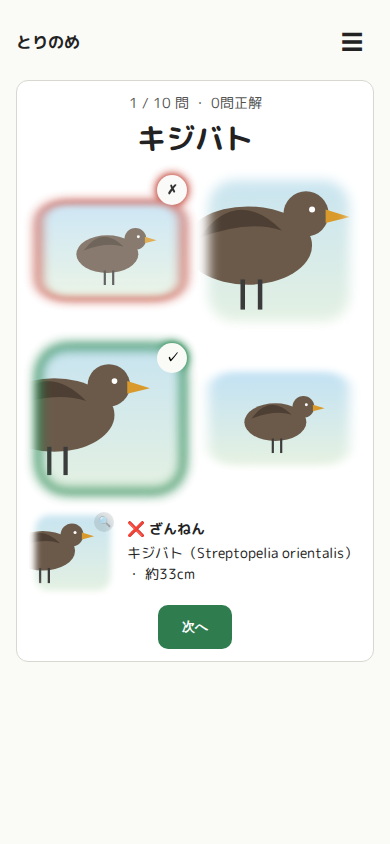 とりのめ
1 / 10 問 · 0問正解
キジバト
✗
✓
❌ ざんねん
キジバト（Streptopelia orientalis）
· 約33cm
次へ